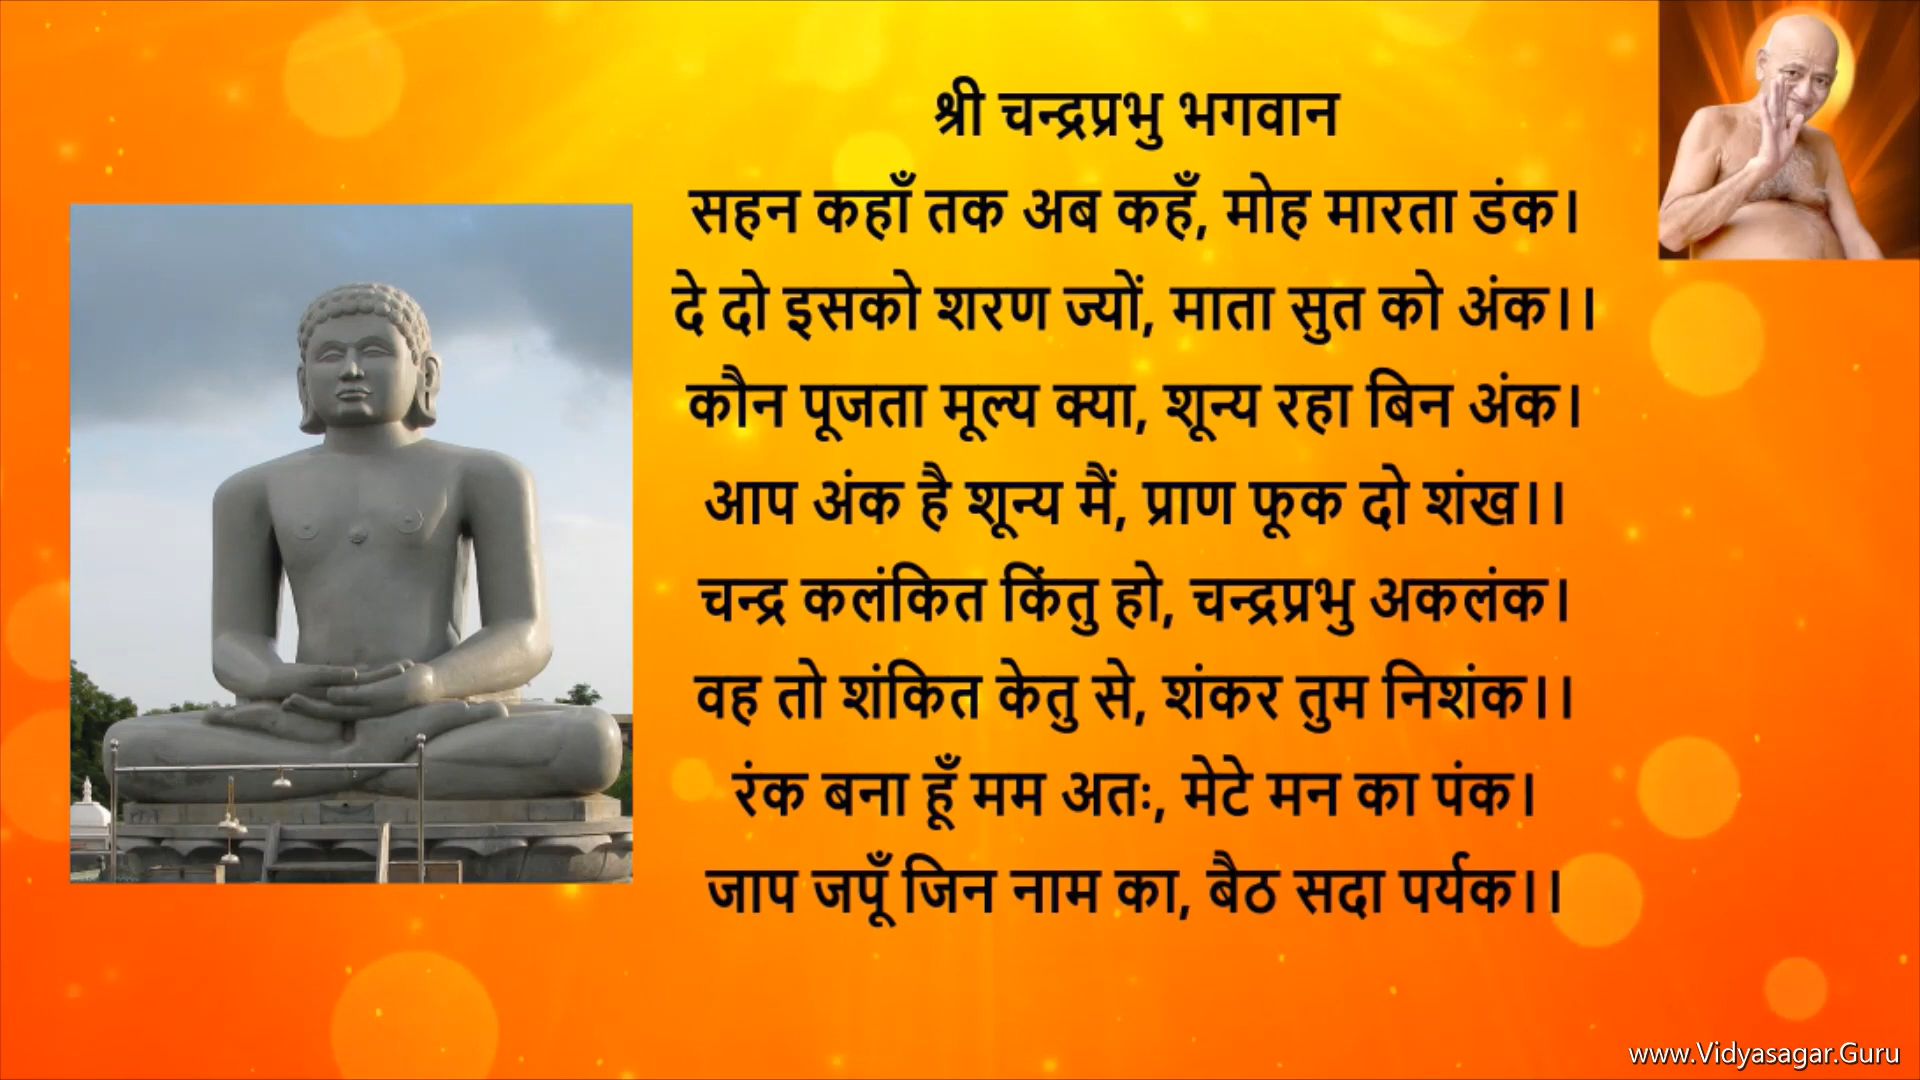 श्री चन्द्रप्रभु भगवान
सहन कहाँ तक अब कहँ, मोह मारता डंक।
दे दो इसको शरण ज्यों, माता सुत को अंक।।
कौन पूजता मूल्य क्या, शून्य रहा बिन अंक।
आप अंक है शून्य मैं, प्राण फूक दो शंख।।
चन्द्र कलंकित किंतु हो, चन्द्रप्रभु अकलंक।
वह तो शंकित केतु से, शंकर तुम निशंक।।
रंक बना हूँ मम अतः, मेटे मन का पंक।
जाप जपूँ जिन नाम का, बैठ सदा पर्यक।।
www.Vidyasagar.Guru